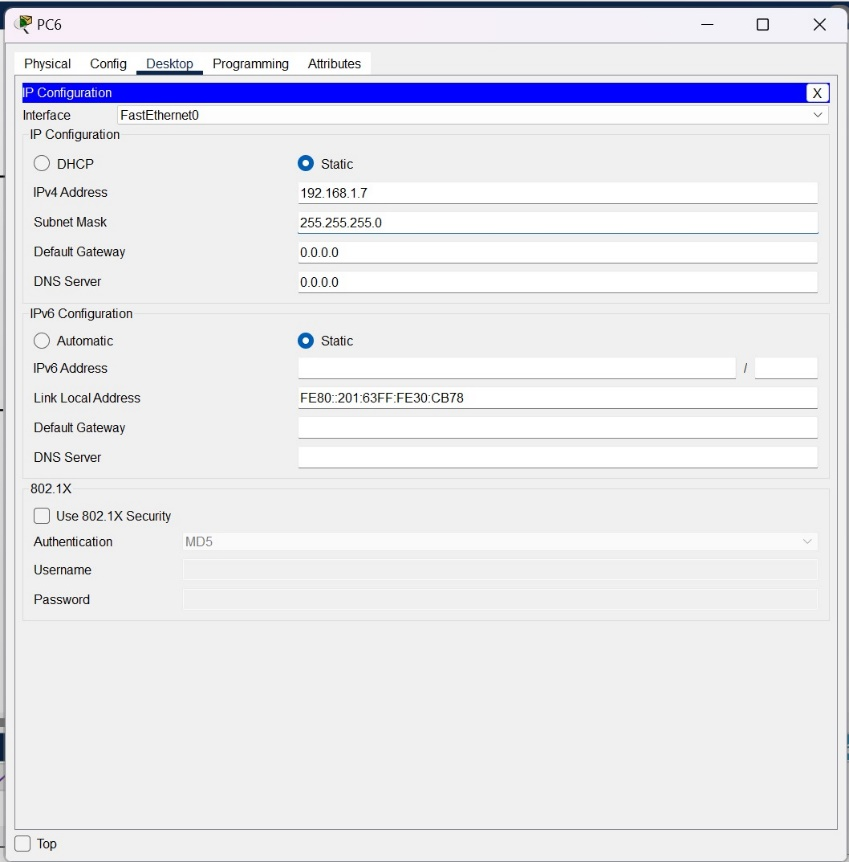 PC6
Physical Config Desktop Programming Attributes
IP Configuration X
Interface FastEthernet0
IP Configuration
DHCP Static
IPv4 Address 192.168.1.7
Subnet Mask 255.255.255.0
Default Gateway 0.0.0.0
DNS Server 0.0.0.0
IPv6 Configuration
Automatic Static
IPv6 Address /
Link Local Address FE80::201:63FF:FE30:CB78
Default Gateway
DNS Server
802.1X
Use 802.1X Security
Authentication MD5
Username
Password
Top